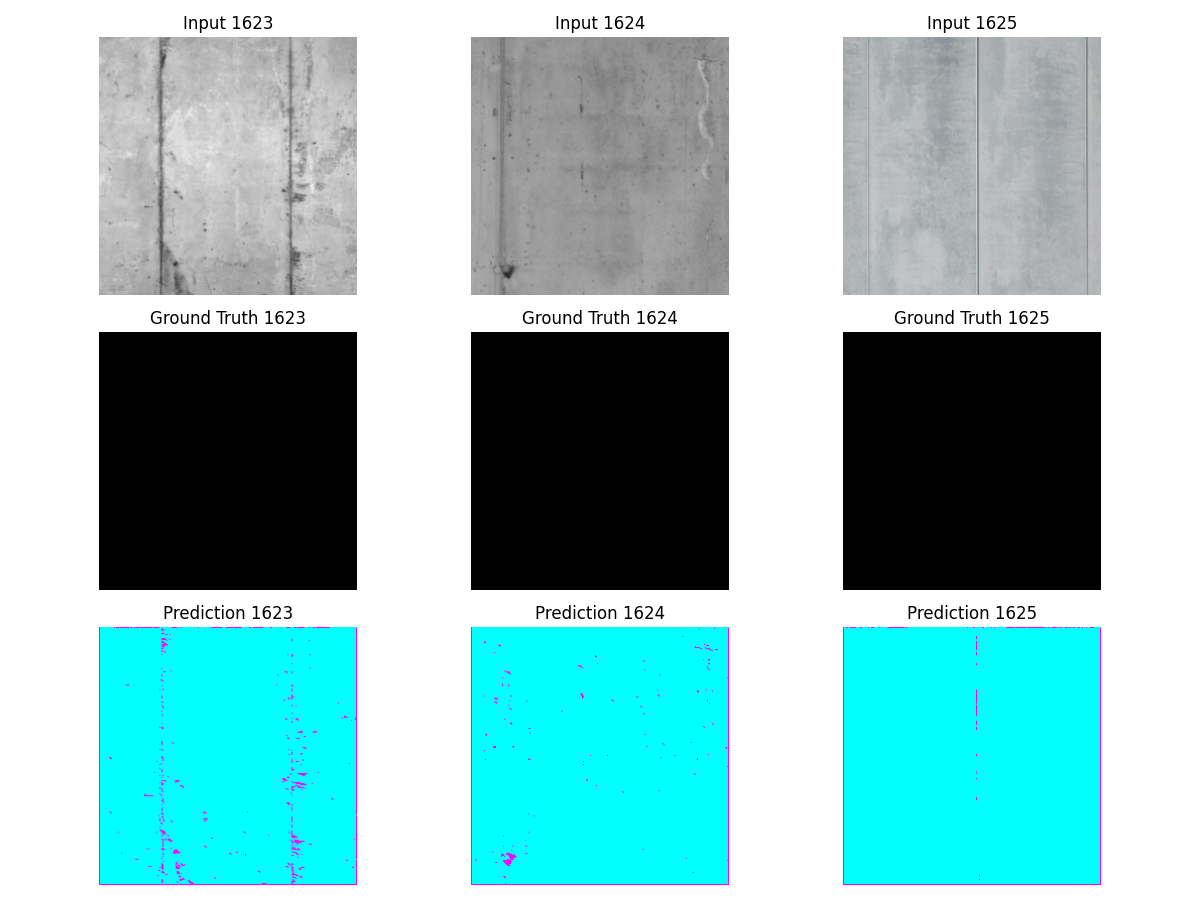 Input 1623
Input 1624
Input 1625
Ground Truth 1623
Ground Truth 1624
Ground Truth 1625
Prediction 1623
Prediction 1624
Prediction 1625